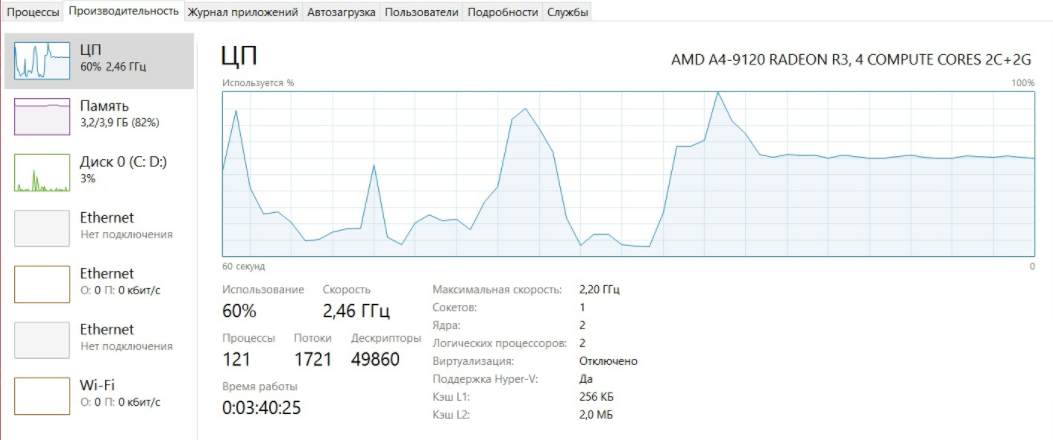 Процессы Производительность Журнал приложений Автозагрузка Пользователи Подробности Службы
ЦП
60% 2,46 ГГц
Память
3,2/3,9 ГБ (82%)
Диск 0 (C: D:)
3%
Ethernet
Нет подключения
Ethernet
О: 0 П: 0 кбит/с
Ethernet
Нет подключения
Wi-Fi
О: 0 П: 0 кбит/с
ЦП
AMD A4-9120 RADEON R3, 4 COMPUTE CORES 2C+2G
Используется % 100%
60 секунд 0
Использование Скорость
60% 2,46 ГГц
Процессы Потоки Дескрипторы
121 1721 49860
Время работы
0:03:40:25
Максимальная скорость: 2,20 ГГц
Сокетов: 1
Ядра: 2
Логических процессоров: 2
Виртуализация: Отключено
Поддержка Hyper-V: Да
Кэш L1: 256 КБ
Кэш L2: 2,0 МБ